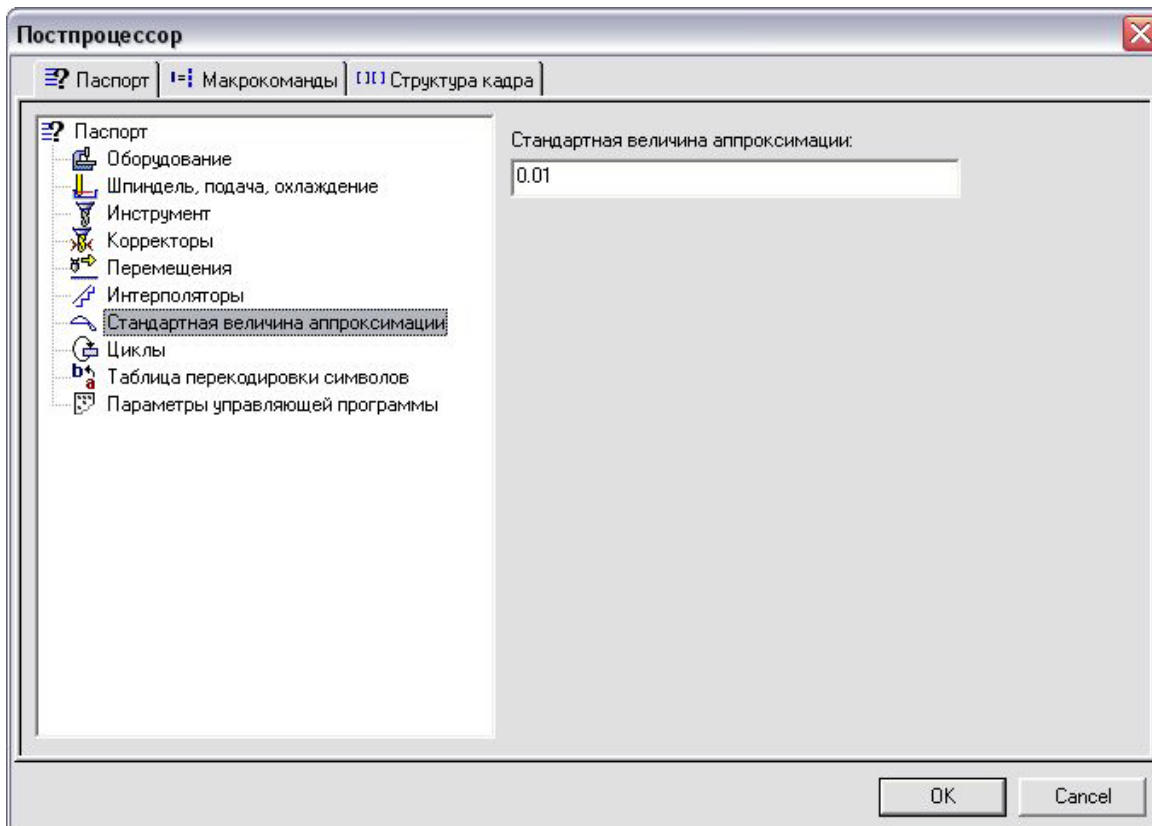 Постпроцессор
Паспорт Макрокоманды Структура кадра
Паспорт
Оборудование
Шпиндель, подача, охлаждение
Инструмент
Корректоры
Перемещения
Интерполяторы
Стандартная величина аппроксимации
Циклы
Таблица перекодировки символов
Параметры управляющей программы
Стандартная величина аппроксимации:
0.01
OK Cancel